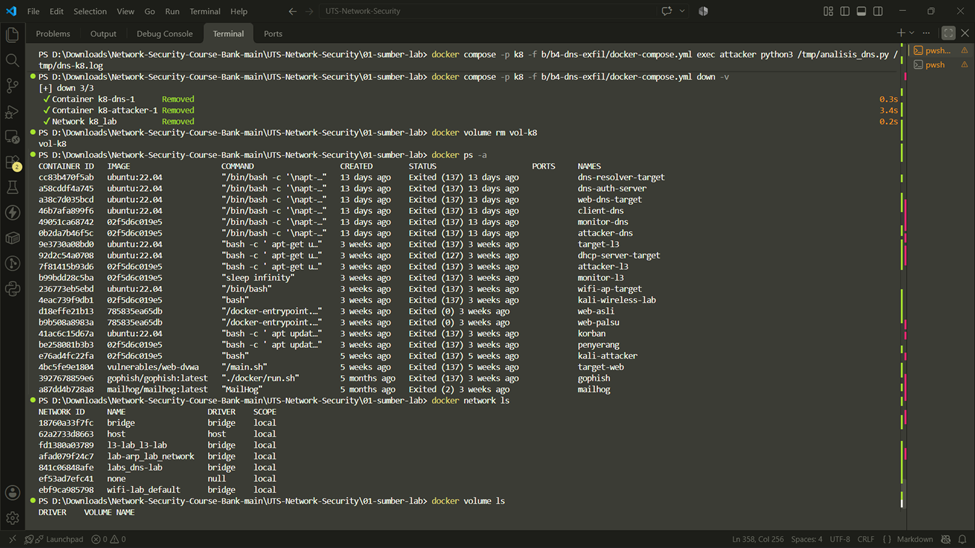 File Edit Selection View Go Run Terminal Help
UTS-Network-Security
Problems Output Debug Console Terminal Ports
PS D:\Downloads\Network-Security-Course-Bank-main\UTS-Network-Security\01-sumber-lab> docker compose -p k8 -f b/b4-dns-exfil/docker-compose.yml exec attacker python3 /tmp/analisis_dns.py /
tmp/dns-k8.log
PS D:\Downloads\Network-Security-Course-Bank-main\UTS-Network-Security\01-sumber-lab> docker compose -p k8 -f b/b4-dns-exfil/docker-compose.yml down -v
[+] down 3/3
✓Container k8-dns-1 Removed 0.3s
✓Container k8-attacker-1 Removed 3.4s
✓Network k8_lab Removed 0.2s
PS D:\Downloads\Network-Security-Course-Bank-main\UTS-Network-Security\01-sumber-lab> docker volume rm vol-k8
vol-k8
PS D:\Downloads\Network-Security-Course-Bank-main\UTS-Network-Security\01-sumber-lab> docker ps -a
CONTAINER ID IMAGE COMMAND CREATED STATUS PORTS NAMES
cc83b470f5ab ubuntu:22.04 "/bin/bash -c '\napt-…" 13 days ago Exited (137) 13 days ago dns-resolver-target
a58cddf4a745 ubuntu:22.04 "/bin/bash -c '\napt-…" 13 days ago Exited (137) 13 days ago dns-auth-server
a38c7d035bcd ubuntu:22.04 "/bin/bash -c '\napt-…" 13 days ago Exited (137) 13 days ago web-dns-target
46b7afa899f6 ubuntu:22.04 "/bin/bash -c '\napt-…" 13 days ago Exited (137) 13 days ago client-dns
49051ca68742 02f5d6c019e5 "/bin/bash -c '\napt-…" 13 days ago Exited (137) 13 days ago monitor-dns
0b2da7b46f5c 02f5d6c019e5 "/bin/bash -c '\napt-…" 13 days ago Exited (137) 13 days ago attacker-dns
9e3730a08bd0 ubuntu:22.04 "bash -c ' apt-get u…" 3 weeks ago Exited (137) 3 weeks ago target-l3
92d2c54a0708 ubuntu:22.04 "bash -c ' apt-get u…" 3 weeks ago Exited (127) 3 weeks ago dhcp-server-target
7f81415b93d6 02f5d6c019e5 "bash -c ' apt-get u…" 3 weeks ago Exited (137) 3 weeks ago attacker-l3
b99bdd28c5ba 02f5d6c019e5 "sleep infinity" 3 weeks ago Exited (137) 3 weeks ago monitor-l3
236773eb5ebd ubuntu:22.04 "/bin/bash" 3 weeks ago Exited (137) 3 weeks ago wifi-ap-target
4eac739f9db1 02f5d6c019e5 "bash" 3 weeks ago Exited (137) 3 weeks ago kali-wireless-lab
d18effe21b13 785835ea65db "/docker-entrypoint.…" 3 weeks ago Exited (0) 3 weeks ago web-asli
b9b508a8983a 785835ea65db "/docker-entrypoint.…" 3 weeks ago Exited (0) 3 weeks ago web-palsu
41ac6c15d67a ubuntu:22.04 "bash -c ' apt updat…" 3 weeks ago Exited (137) 3 weeks ago korban
be258081b3b3 02f5d6c019e5 "bash -c ' apt updat…" 3 weeks ago Exited (137) 3 weeks ago penyerang
e76ad4fc22fa 02f5d6c019e5 "bash" 5 weeks ago Exited (137) 5 weeks ago kali-attacker
4bc5fe9e1804 vulnerables/web-dvwa "/main.sh" 5 weeks ago Exited (137) 5 weeks ago target-web
3927678859e6 gophish/gophish:latest "./docker/run.sh" 5 months ago Exited (137) 3 weeks ago gophish
a87dd4b728a8 mailhog/mailhog:latest "MailHog" 5 months ago Exited (2) 3 weeks ago mailhog
PS D:\Downloads\Network-Security-Course-Bank-main\UTS-Network-Security\01-sumber-lab> docker network ls
NETWORK ID NAME DRIVER SCOPE
18760a33f7fc bridge bridge local
62a2733d8663 host host local
fd1380a03789 l3-lab_l3-lab bridge local
afad079f24c7 lab-arp_lab_network bridge local
841c06848afe labs_dns-lab bridge local
ef53ad7efc41 none null local
ebf9ca985798 wifi-lab_default bridge local
PS D:\Downloads\Network-Security-Course-Bank-main\UTS-Network-Security\01-sumber-lab> docker volume ls
DRIVER VOLUME NAME
pwsh...
pwsh
2
Launchpad 0 0 Ln 358, Col 256 Spaces: 4 UTF-8 CRLF { } Markdown